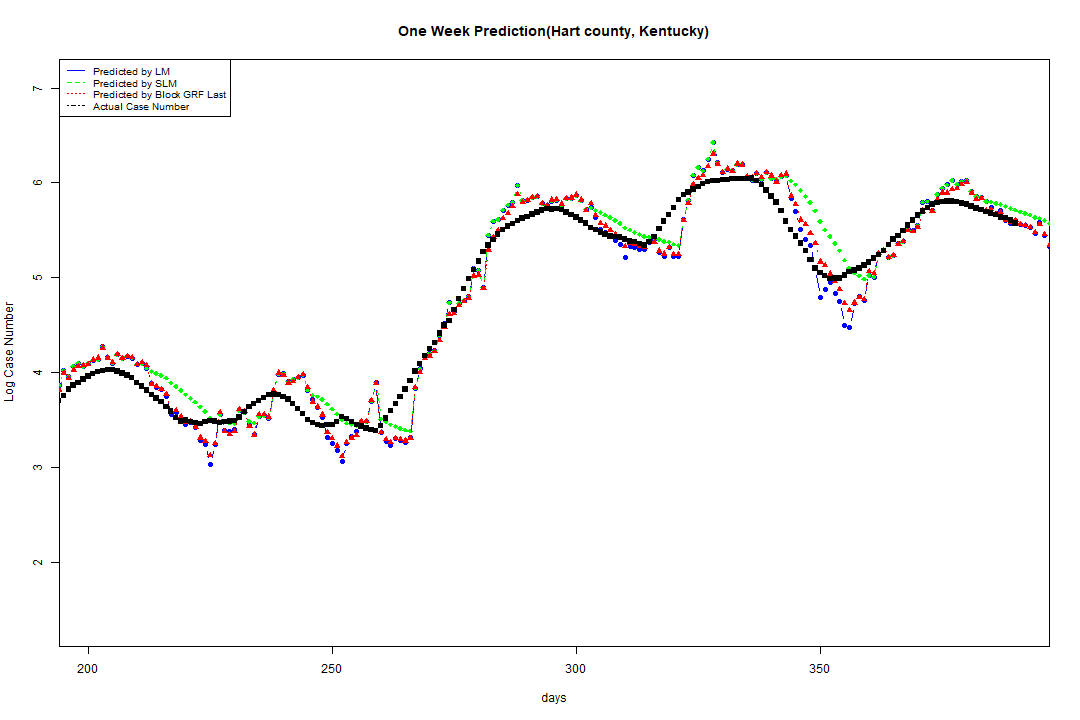 One Week Prediction(Hart county, Kentucky)
Predicted by LM
Predicted by SLM
Predicted by Block GRF Last
Actual Case Number
7
6
5
4
3
2
Log Case Number
200 250 300 350
days